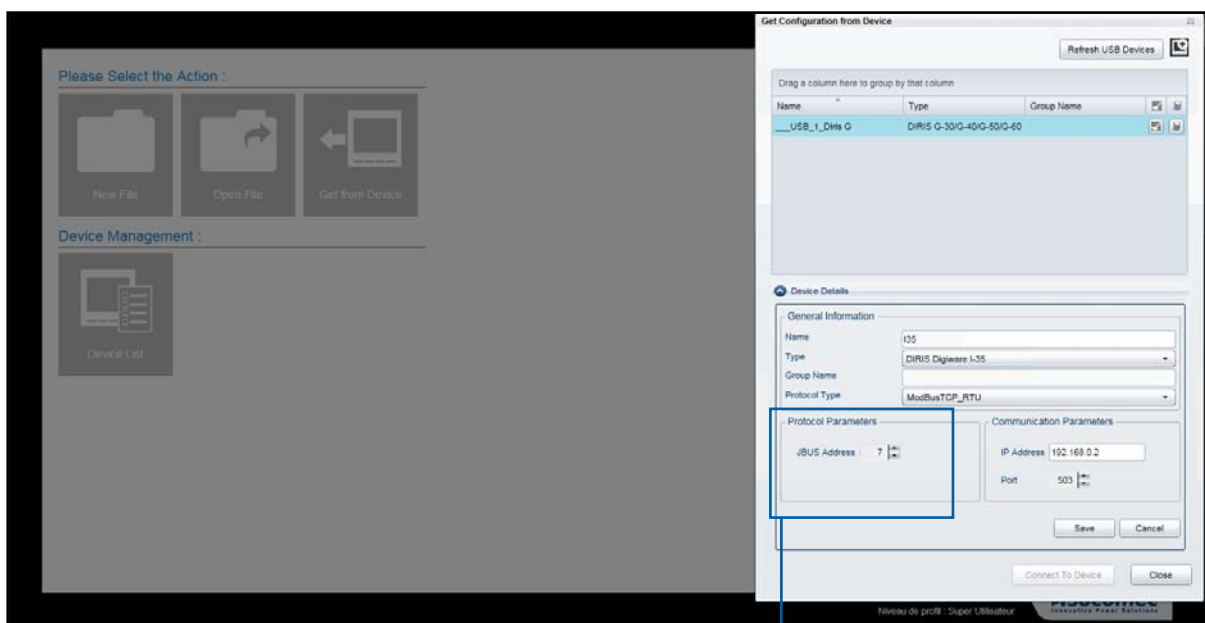 Get Configuration from Device
Refresh USB Devices
Please Select the Action :
New File
Open File
Get from Device
Device Management :
Device List
Drag a column here to group by that column
Name Type Group Name
___USB_1_Diris G DIRIS G-30/G-40/G-50/G-60
Device Details
General Information
Name I35
Type DIRIS Digiware I-35
Group Name
Protocol Type ModBusTCP_RTU
Protocol Parameters
JBUS Address 7
Communication Parameters
IP Address 192.168.0.2
Port 503
Save Cancel
Connect To Device Close
Niveau de profil : Super Utilisateur
Innovative Power Solutions